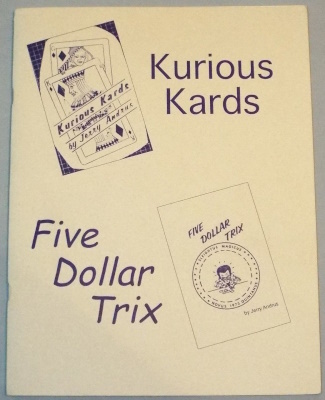 Kurious
Kards
Kurious Kards
by Jerry Andrus
Five
Dollar
Trix
FIVE
DOLLAR
TRIX
by Jerry Andrus